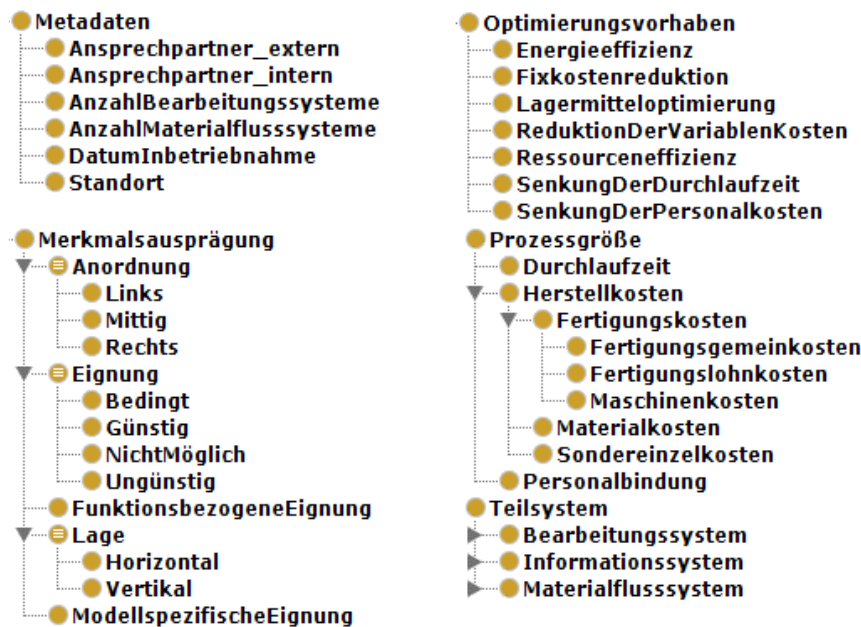 Metadaten
Ansprechpartner_extern
Ansprechpartner_intern
AnzahlBearbeitungssysteme
AnzahlMaterialflusssysteme
DatumInbetriebnahme
Standort
Merkmalsausprägung
Anordnung
Links
Mittig
Rechts
Eignung
Bedingt
Günstig
NichtMöglich
Ungünstig
FunktionsbezogeneEignung
Lage
Horizontal
Vertikal
ModellspezifischeEignung
Optimierungsvorhaben
Energieeffizienz
Fixkostenreduktion
Lagermitteloptimierung
ReduktionDerVariablenKosten
Ressourceneffizienz
SenkungDerDurchlaufzeit
SenkungDerPersonalkosten
Prozessgröße
Durchlaufzeit
Herstellkosten
Fertigungskosten
Fertigungsgemeinkosten
Fertigungslohnkosten
Maschinenkosten
Materialkosten
Sondereinzelkosten
Personalbindung
Teilsystem
Bearbeitungssystem
Informationssystem
Materialflusssystem